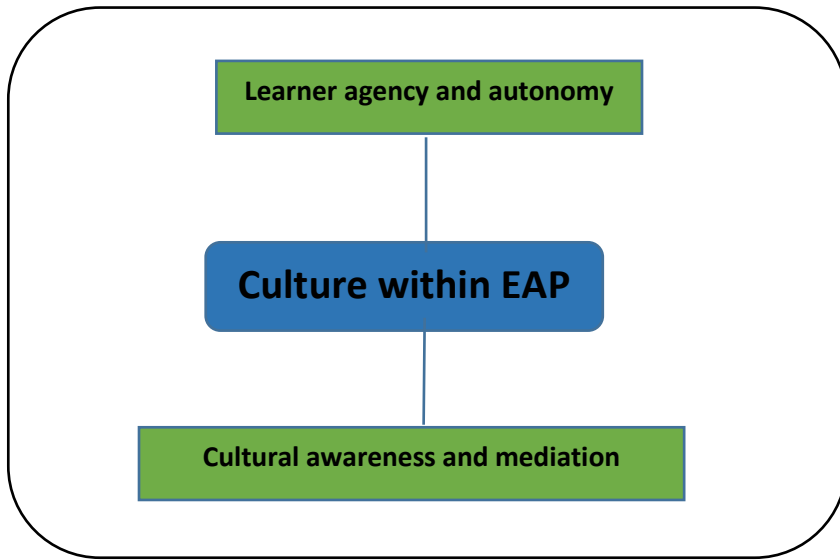 Learner agency and autonomy
Culture within EAP
Cultural awareness and mediation